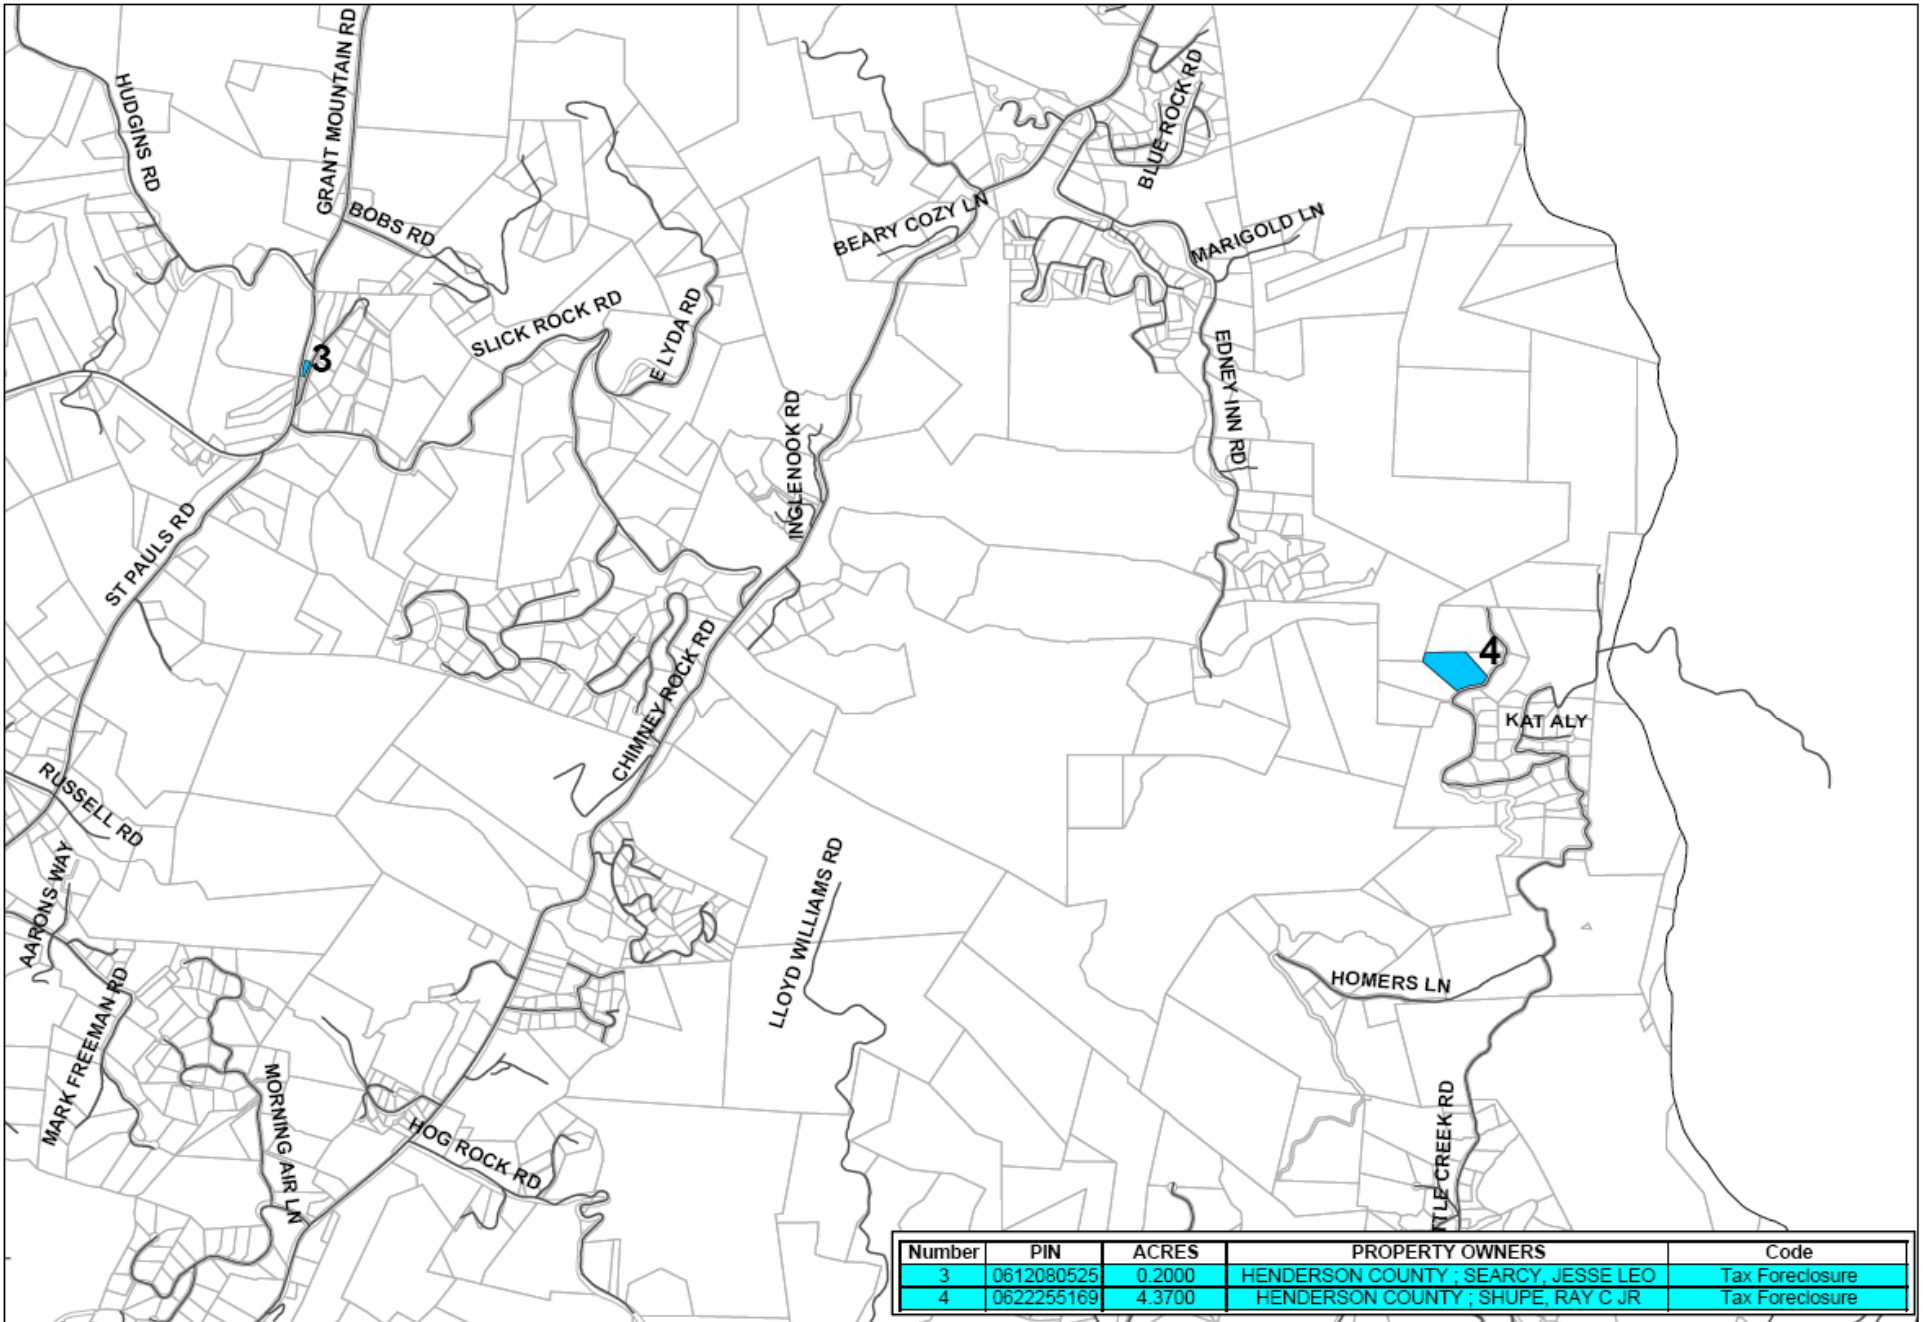 HUDGINS RD
GRANT MOUNTAIN RD
BLUE ROCK RD
BOBS RD
BEARY COZY LN
MARIGOLD LN
SLICK ROCK RD
E LYDA RD
3
EDNEY INN RD
INGLENOOK RD
ST PAULS RD
CHIMNEY ROCK RD
4
KAT ALY
RUSSELL RD
AARONS WAY
LLOYD WILLIAMS RD
HOMERS LN
MARK FREEMAN RD
MORNING AIR LN
HOG ROCK RD
CREEK RD
Number PIN ACRES PROPERTY OWNERS Code
3 0612080525 0.2000 HENDERSON COUNTY ; SEARCY, JESSE LEO Tax Foreclosure
4 0622255169 4.3700 HENDERSON COUNTY ; SHUPE, RAY C JR Tax Foreclosure